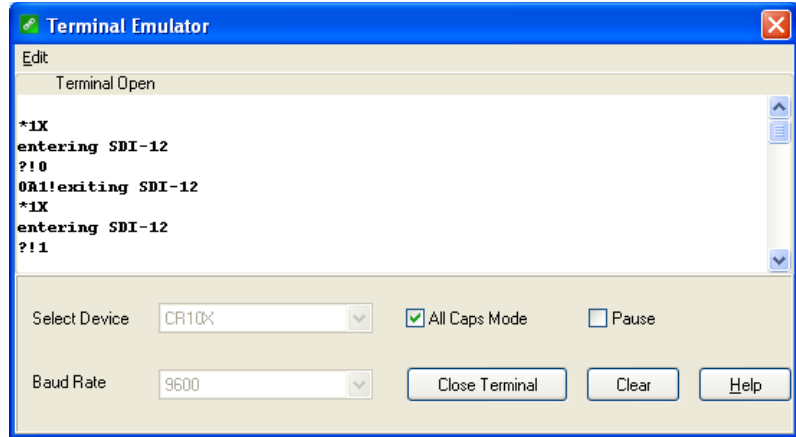 Terminal Emulator
Edit
Terminal Open
*1X
entering SDI-12
?!0
0A1!exiting SDI-12
*1X
entering SDI-12
?!1
Select Device CR10X All Caps Mode Pause
Baud Rate 9600 Close Terminal Clear Help